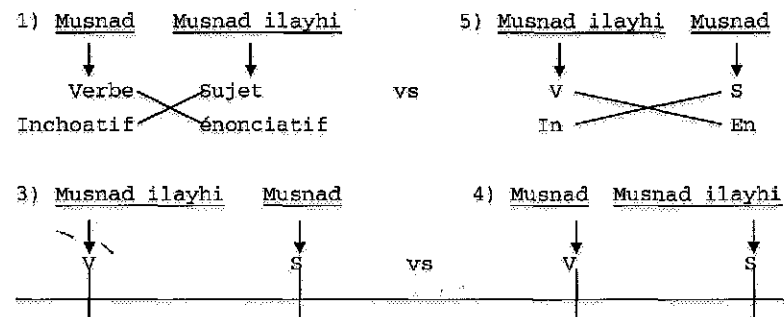 1) Musnad Musnad ilayhi 5) Musnad ilayhi Musnad
Verbe Sujet vs V S
Inchoatif énonciatif In En
3) Musnad ilayhi Musnad 4) Musnad Musnad ilayhi
V S vs V S